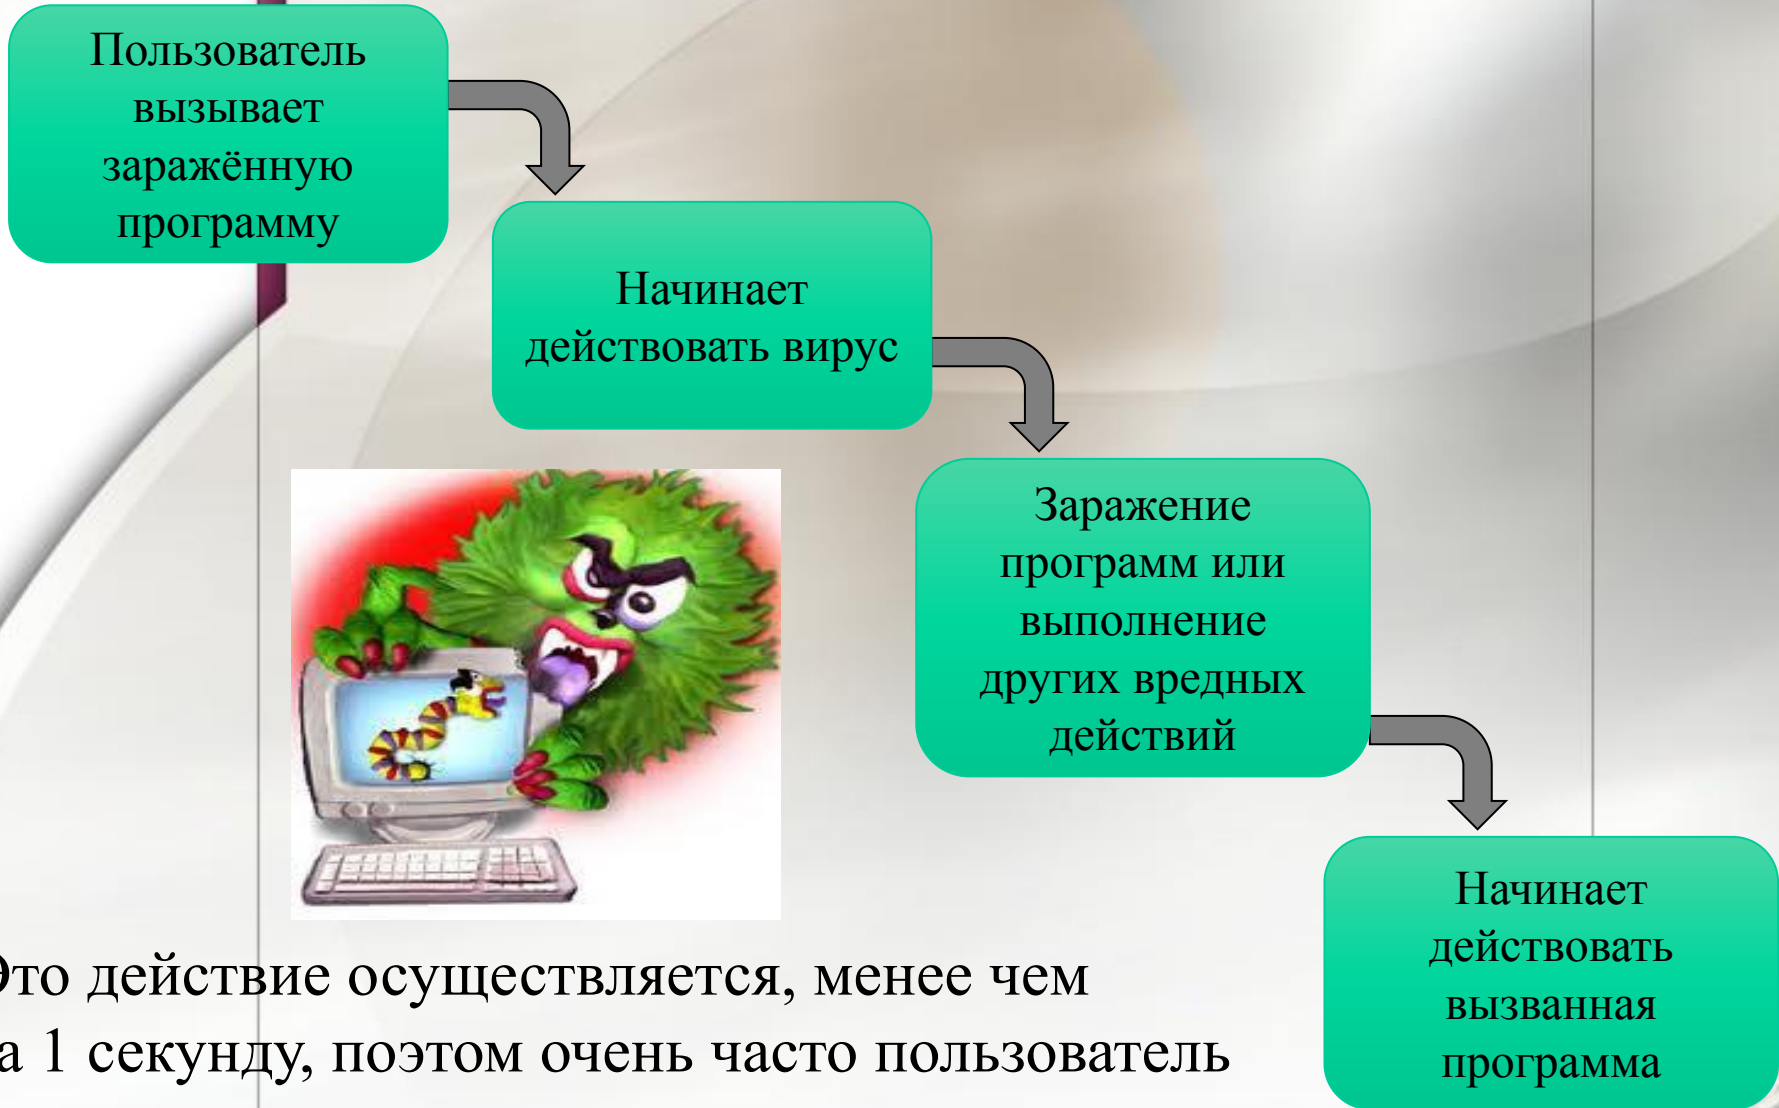 Пользователь
вызывает
заражённую
программу
Начинает
действовать вирус
Заражение
программ или
выполнение
других вредных
действий
Начинает
действовать
вызванная
программа
Это действие осуществляется, менее чем
а 1 секунду, поэтом очень часто пользователь